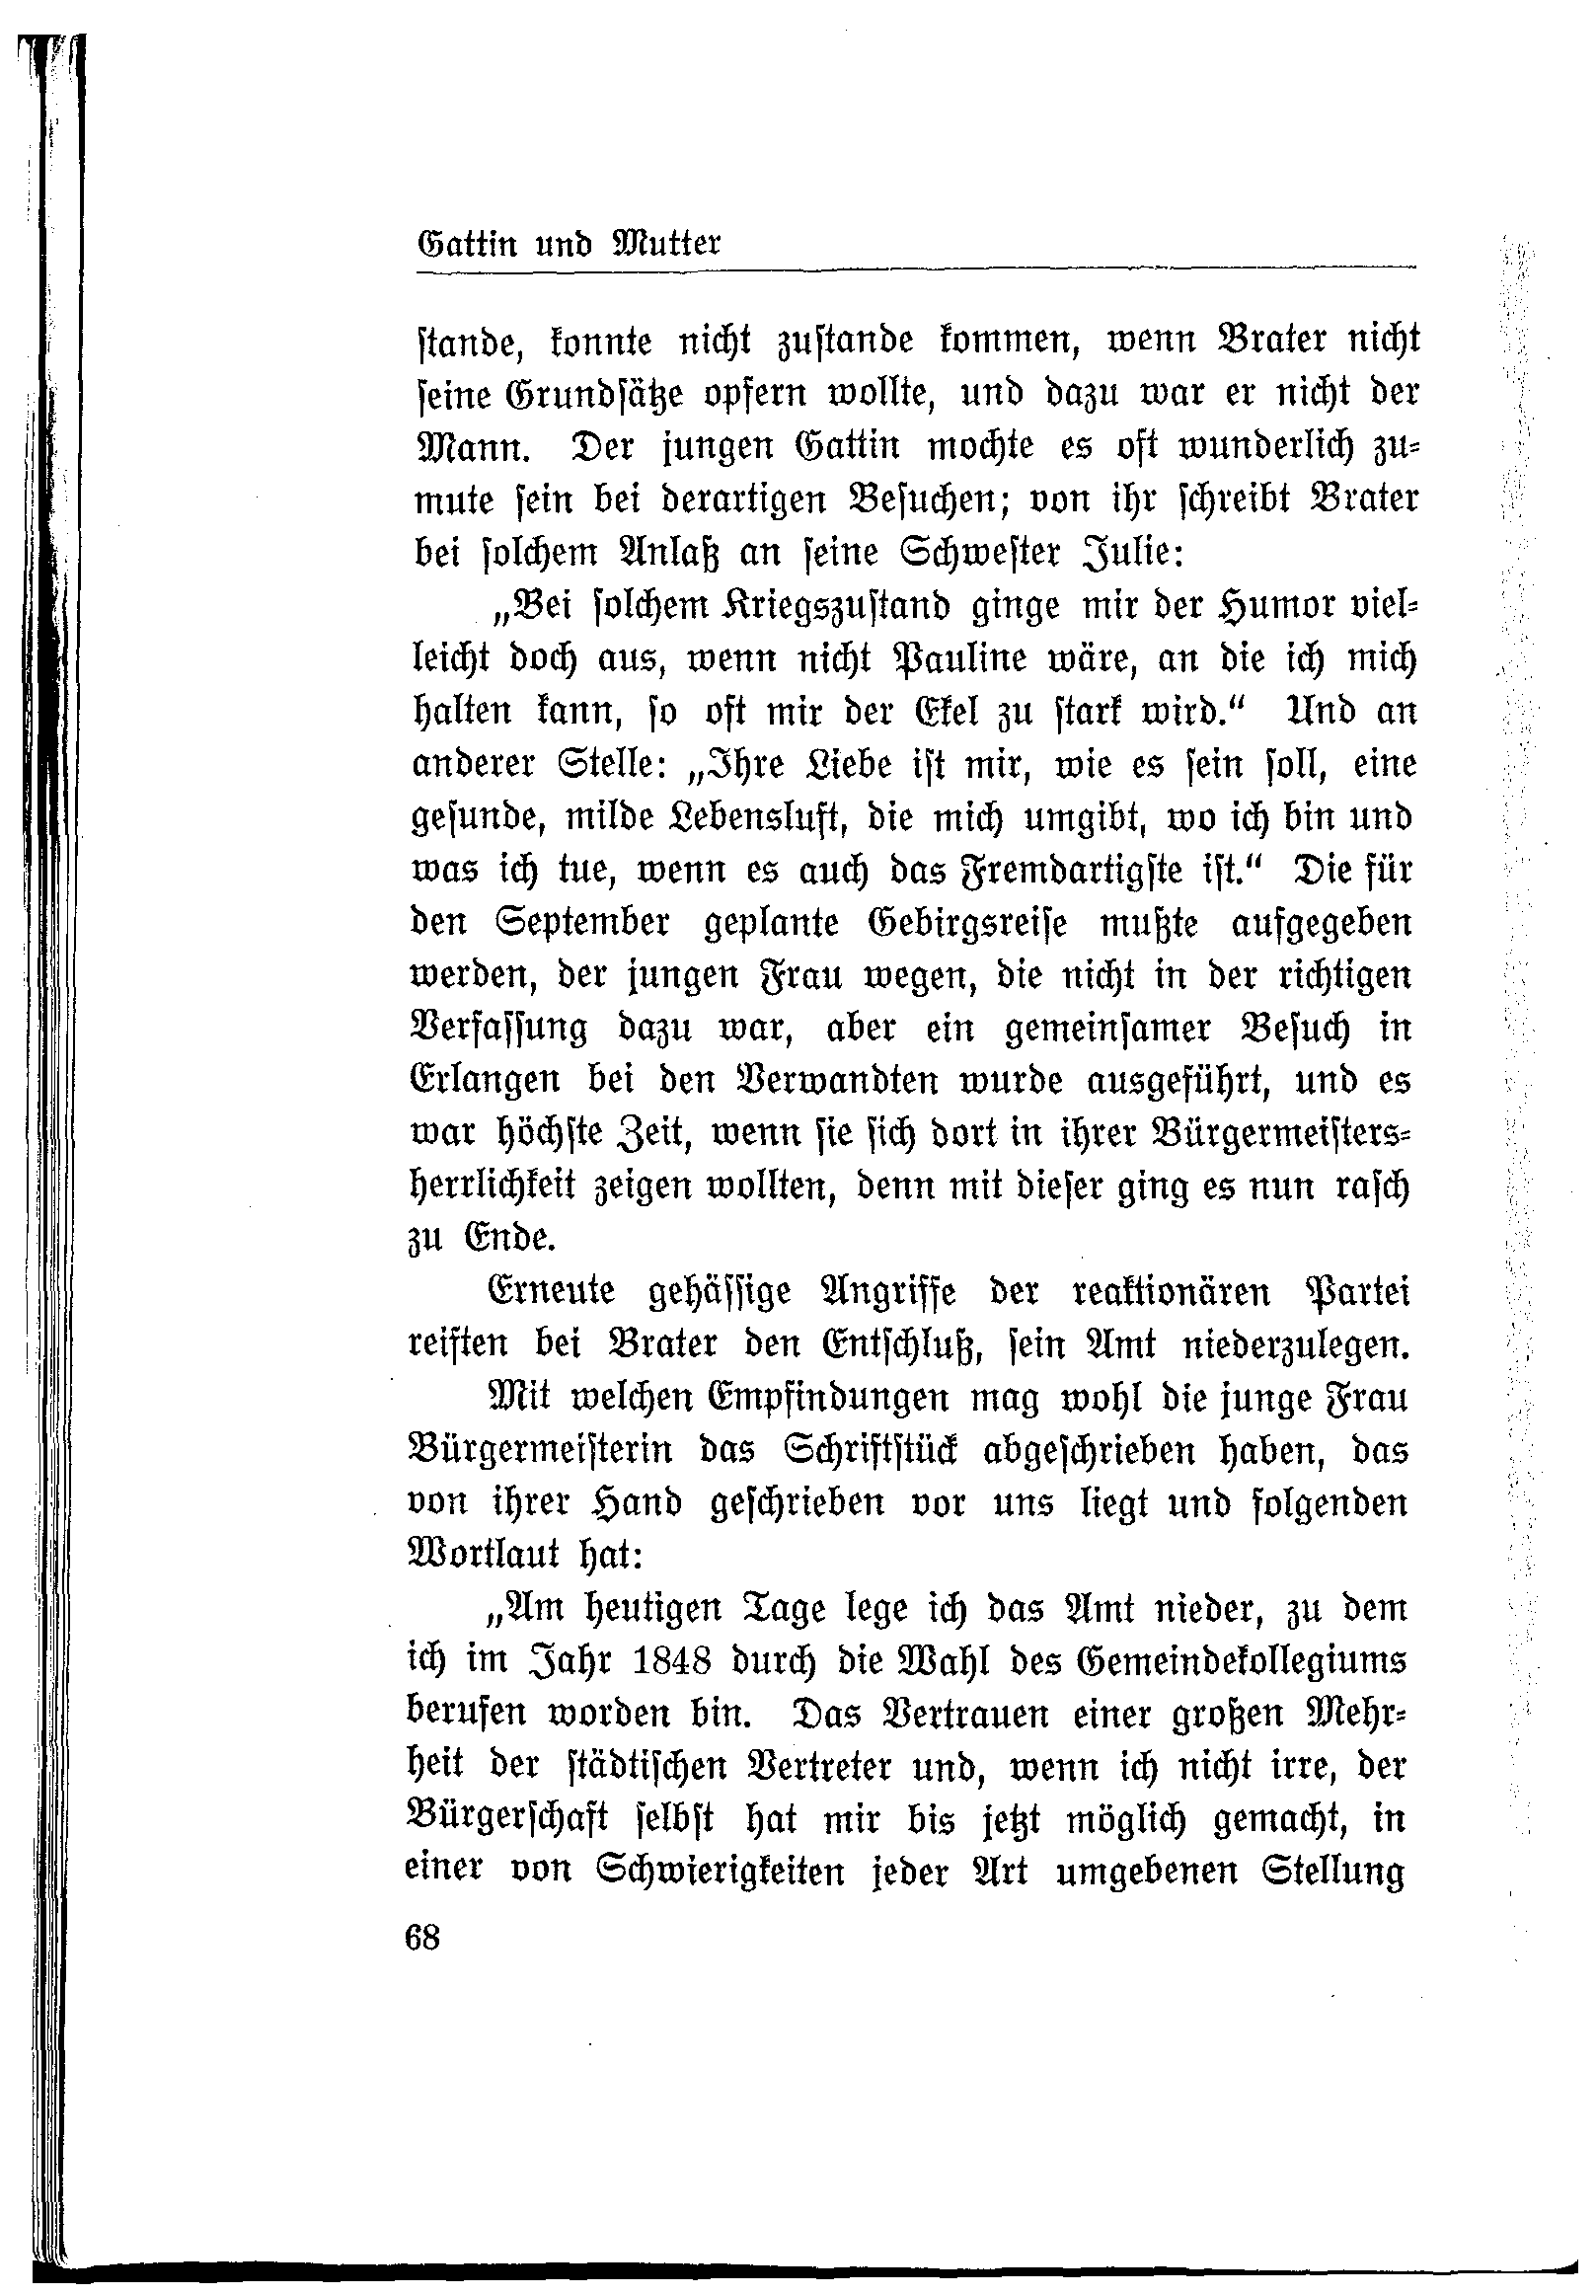 Gattin und Mutter
stande, konnte nicht zustande kommen, wenn Brater nicht
seine Grundsätze opfern wollte, und dazu war er nicht der
Mann. Der jungen Gattin mochte es oft wunderlich zu-
mute sein bei derartigen Besuchen; von ihr schreibt Brater
bei solchem Anlaß an seine Schwester Julie:
„Bei solchem Kriegszustand ginge mir der Humor viel-
leicht doch aus, wenn nicht Pauline wäre, an die ich mich
halten kann, so oft mir der Ekel zu stark wird.“ Und an
anderer Stelle: „Ihre Liebe ist mir, wie es sein soll, eine
gesunde, milde Lebensluft, die mich umgibt, wo ich bin und
was ich tue, wenn es auch das Fremdartigste ist.“ Die für
den September geplante Gebirgsreise mußte aufgegeben
werden, der jungen Frau wegen, die nicht in der richtigen
Verfassung dazu war, aber ein gemeinsamer Besuch in
Erlangen bei den Verwandten wurde ausgeführt, und es
war höchste Zeit, wenn sie sich dort in ihrer Bürgermeisters-
herrlichkeit zeigen wollten, denn mit dieser ging es nun rasch
zu Ende.
Erneute gehässige Angriffe der reaktionären Partei
reiften bei Brater den Entschluß, sein Amt niederzulegen.
Mit welchen Empfindungen mag wohl die junge Frau
Bürgermeisterin das Schriftstück abgeschrieben haben, das
von ihrer Hand geschrieben vor uns liegt und folgenden
Wortlaut hat:
„Am heutigen Tage lege ich das Amt nieder, zu dem
ich im Jahr 1848 durch die Wahl des Gemeindekollegiums
berufen worden bin. Das Vertrauen einer großen Mehr-
heit der städtischen Vertreter und, wenn ich nicht irre, der
Bürgerschaft selbst hat mir bis jetzt möglich gemacht, in
einer von Schwierigkeiten jeder Art umgebenen Stellung
68